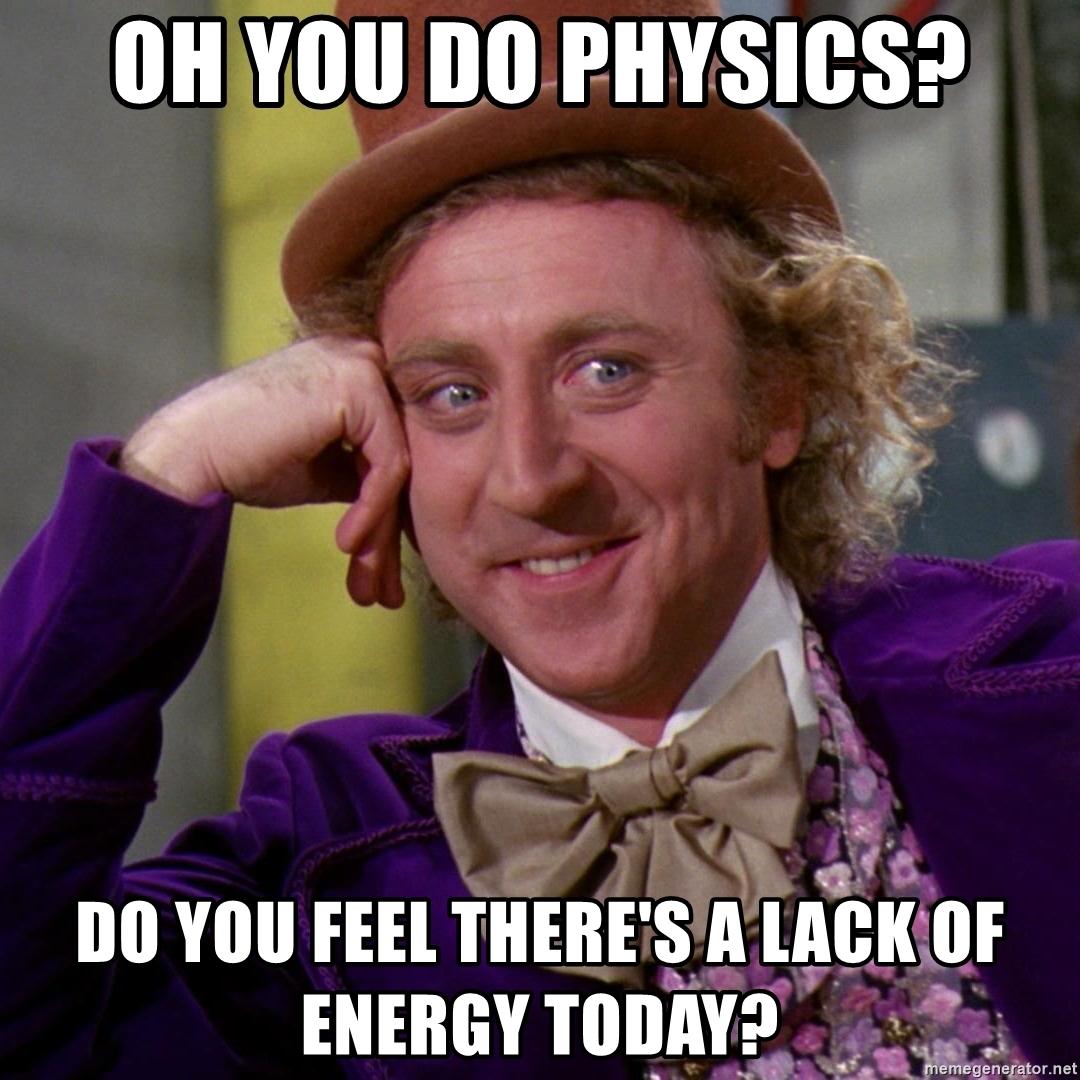 OH YOU DO PHYSICS?
DO YOU FEEL THERE'S A LACK OF
ENERGY TODAY?
memegenerator.net